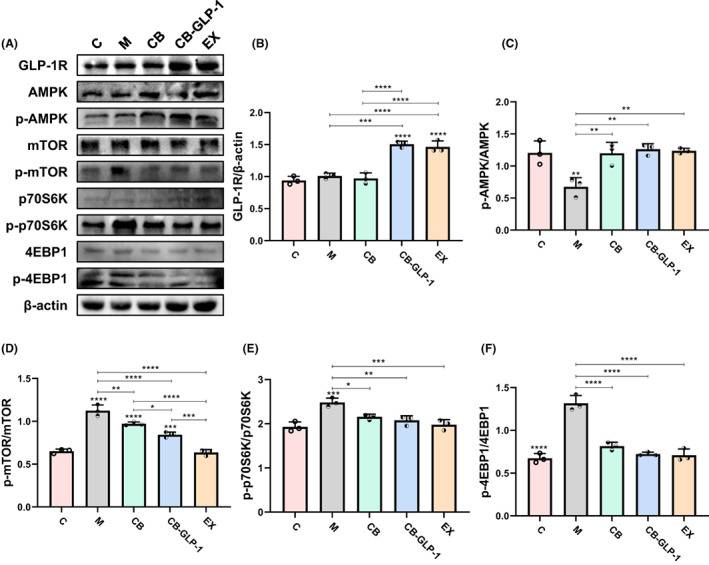 (A)
C M CB CB-GLP-1 EX
GLP-1R
AMPK
p-AMPK
mTOR
p-mTOR
p70S6K
p-p70S6K
4EBP1
p-4EBP1
β-actin
(B)
GLP-1R/β-actin
2.0
1.5
1.0
0.5
0.0
****
****
****
***
**** ****
C M CB CB-GLP-1 EX
(C)
p-AMPK/AMPK
2.0
1.5
1.0
0.5
0.0
**
**
**
**
C M CB CB-GLP-1 EX
(D)
p-mTOR/mTOR
1.5
1.0
0.5
0.0
****
****
** ****
* ***
**** **** ***
C M CB CB-GLP-1 EX
(E)
p-p70S6K/p70S6K
4
2
0
***
**
*
***
C M CB CB-GLP-1 EX
(F)
p-4EBP1/4EBP1
2.0
1.5
1.0
0.5
0.0
****
****
****
****
C M CB CB-GLP-1 EX